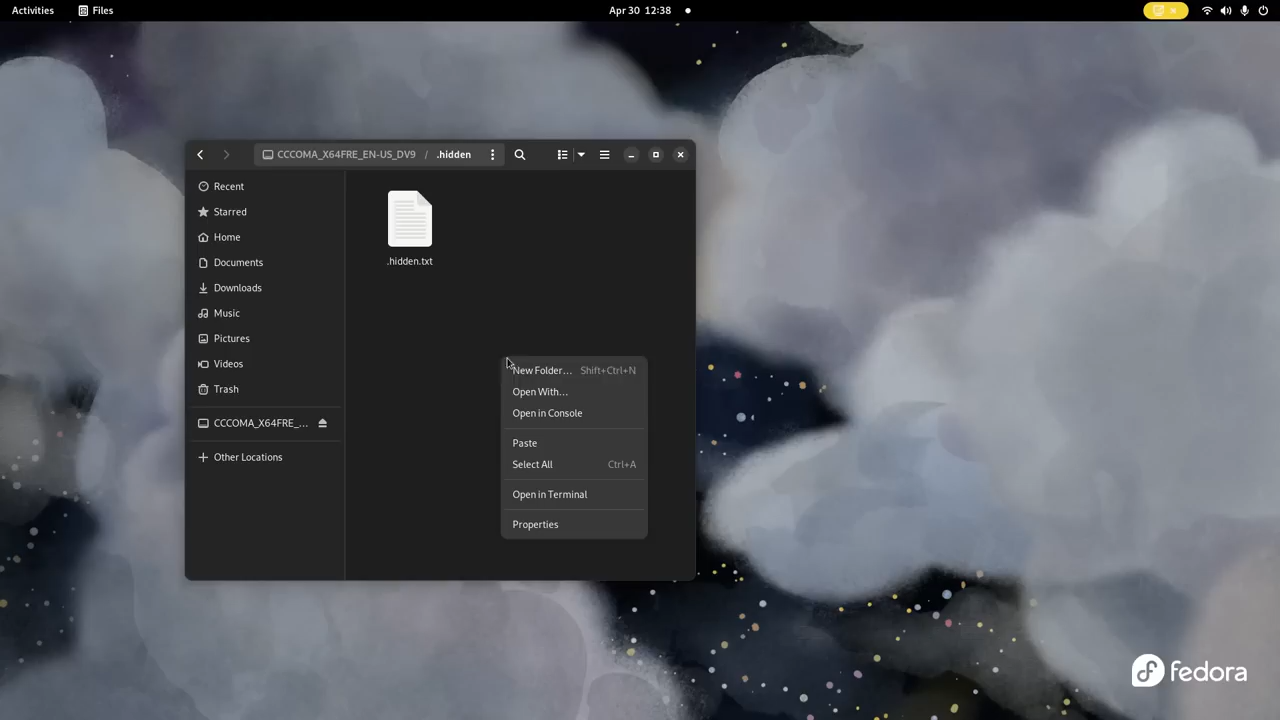 Activities
Files
Apr 30 12:38
CCCOMA_X64FRE_EN-US_DV9 / .hidden
Recent
Starred
Home
Documents
Downloads
Music
Pictures
Videos
Trash
CCCOMA_X64FRE_...
Other Locations
.hidden.txt
New Folder... Shift+Ctrl+N
Open With...
Open in Console
Paste
Select All Ctrl+A
Open in Terminal
Properties
fedora